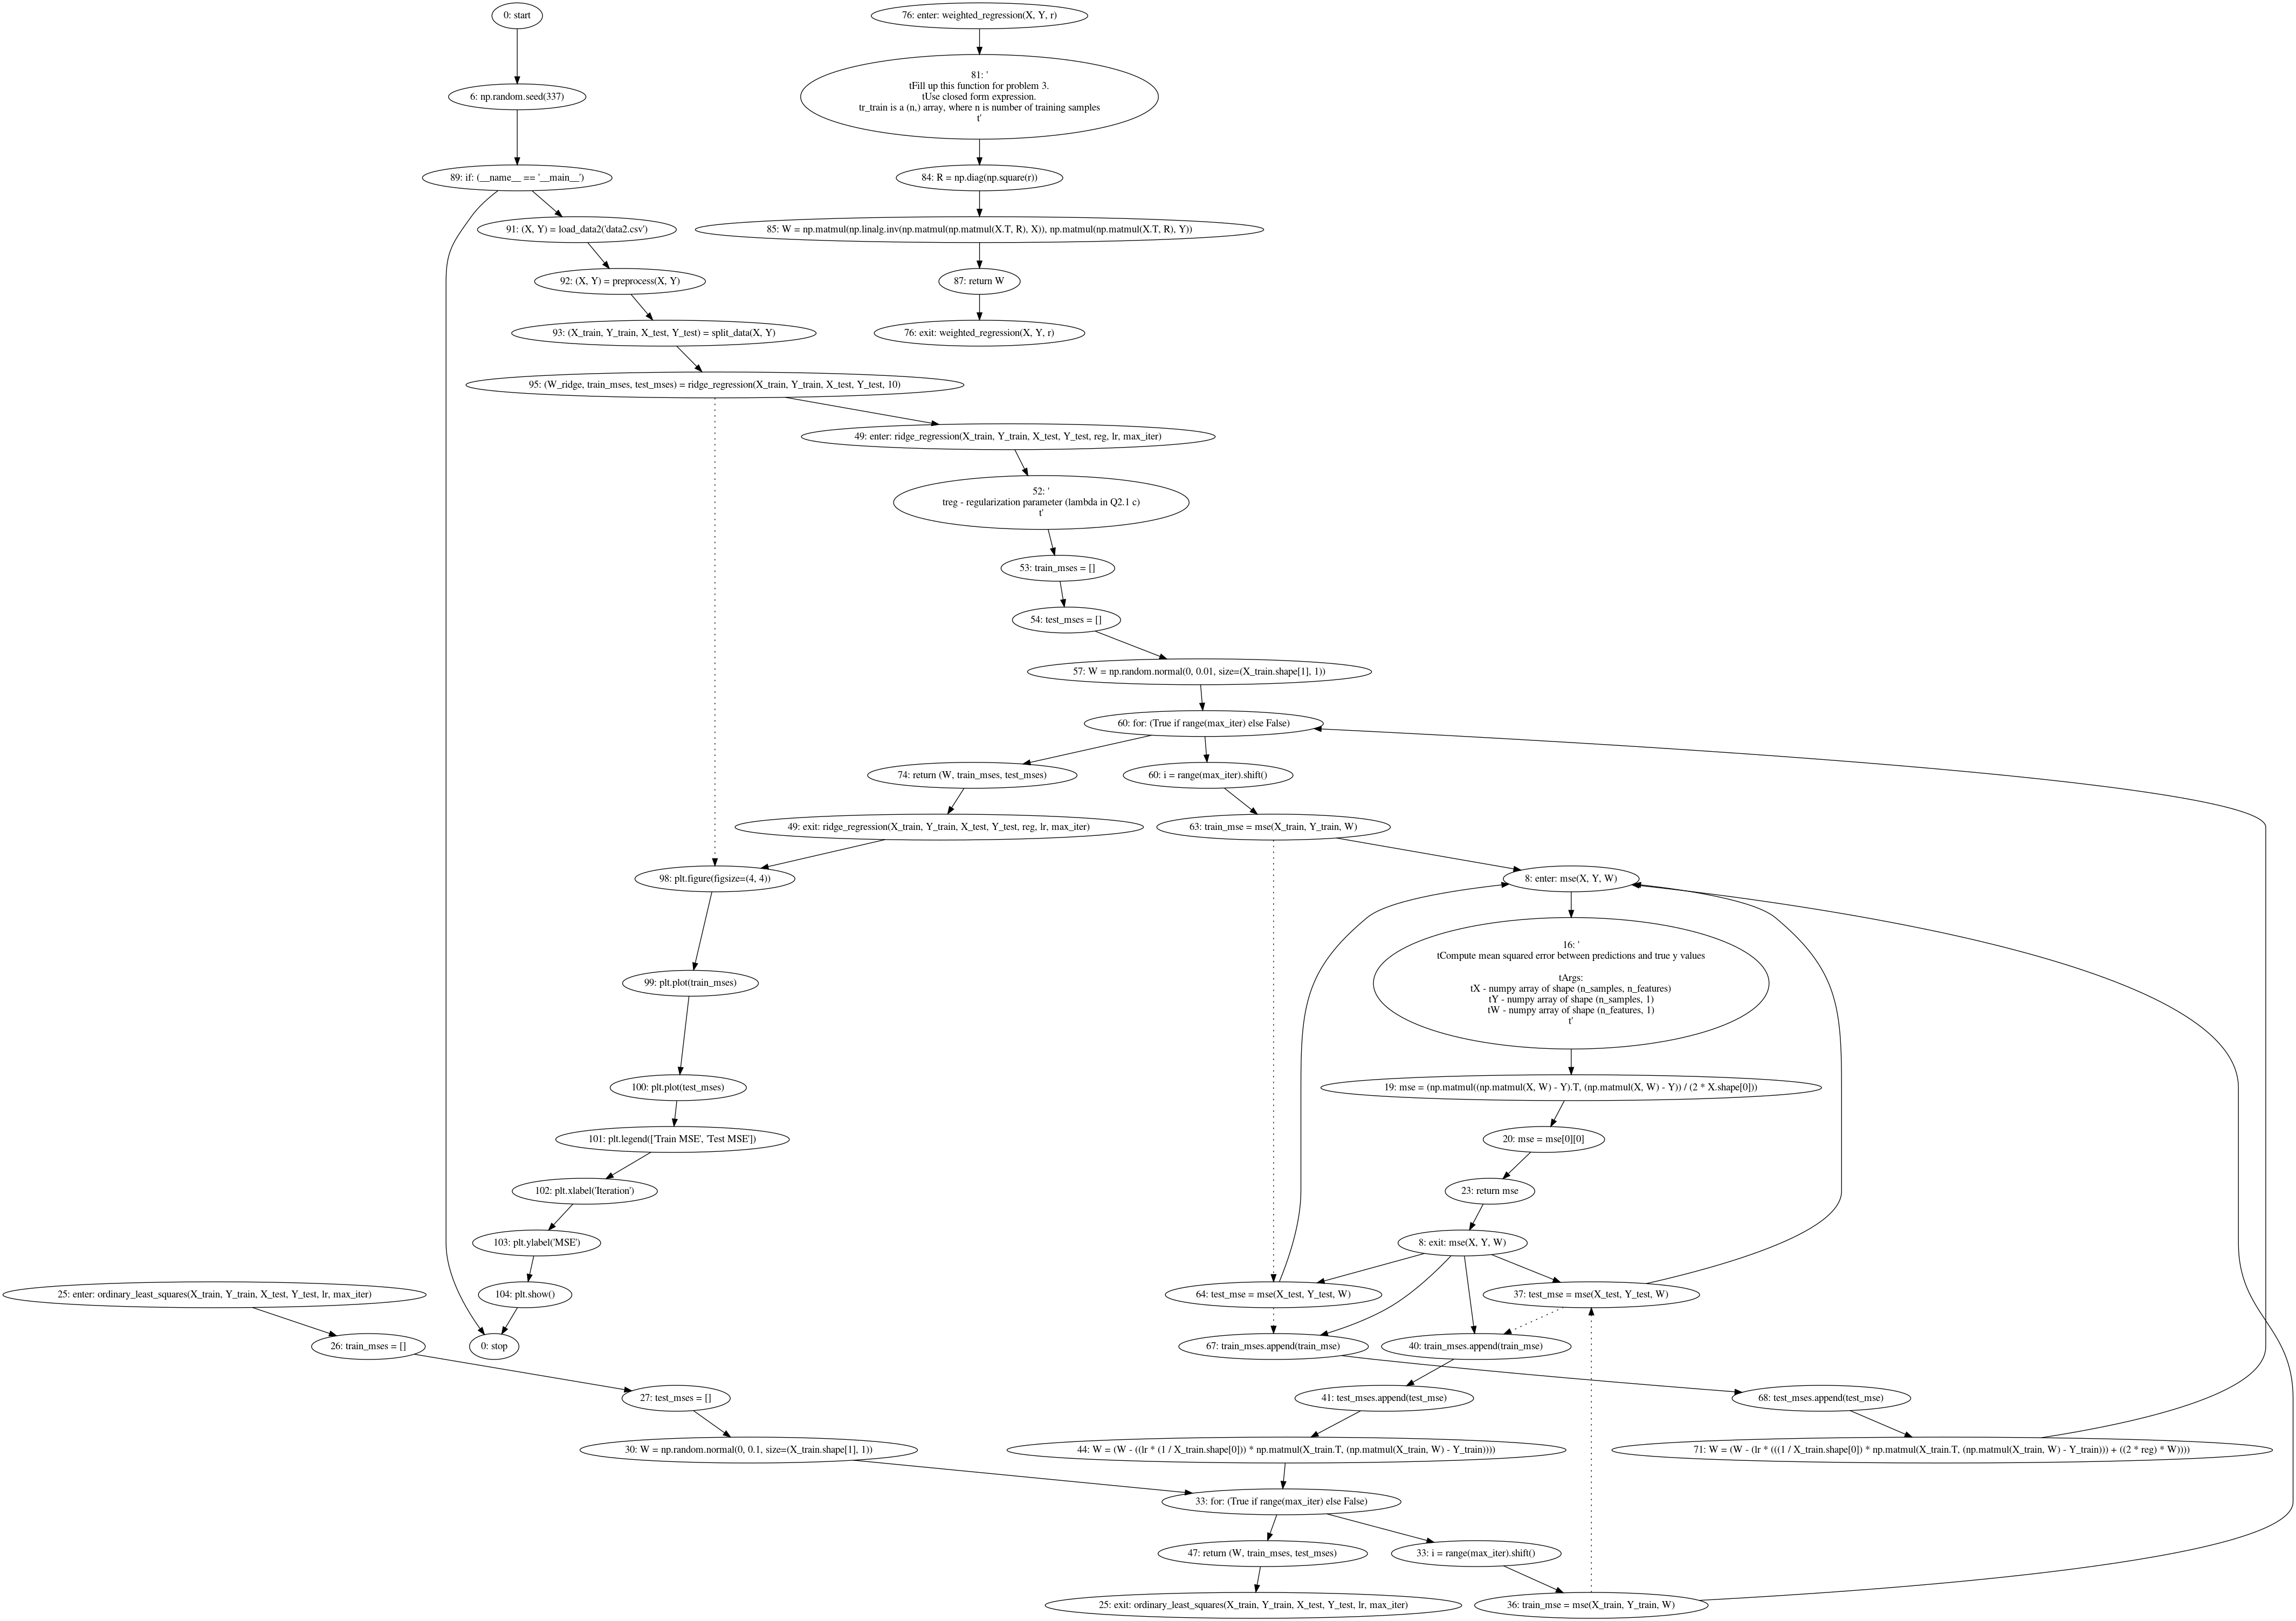 0: start
76: enter: weighted_regression(X, Y, r)
81: '
tFill up this function for problem 3.
tUse closed form expression.
tr_train is a (n,) array, where n is number of training samples
t'
6: np.random.seed(337)
89: if: (__name__ == '__main__')
84: R = np.diag(np.square(r))
91: (X, Y) = load_data2('data2.csv')
85: W = np.matmul(np.linalg.inv(np.matmul(np.matmul(X.T, R), X)), np.matmul(np.matmul(X.T, R), Y))
92: (X, Y) = preprocess(X, Y)
87: return W
93: (X_train, Y_train, X_test, Y_test) = split_data(X, Y)
76: exit: weighted_regression(X, Y, r)
95: (W_ridge, train_mses, test_mses) = ridge_regression(X_train, Y_train, X_test, Y_test, 10)
49: enter: ridge_regression(X_train, Y_train, X_test, Y_test, reg, lr, max_iter)
52: '
treg - regularization parameter (lambda in Q2.1 c)
t'
53: train_mses = []
54: test_mses = []
57: W = np.random.normal(0, 0.01, size=(X_train.shape[1], 1))
60: for: (True if range(max_iter) else False)
74: return (W, train_mses, test_mses)
60: i = range(max_iter).shift()
49: exit: ridge_regression(X_train, Y_train, X_test, Y_test, reg, lr, max_iter)
63: train_mse = mse(X_train, Y_train, W)
98: plt.figure(figsize=(4, 4))
8: enter: mse(X, Y, W)
16: '
tCompute mean squared error between predictions and true y values
tArgs:
tX - numpy array of shape (n_samples, n_features)
tY - numpy array of shape (n_samples, 1)
tW - numpy array of shape (n_features, 1)
t'
99: plt.plot(train_mses)
100: plt.plot(test_mses)
19: mse = (np.matmul((np.matmul(X, W) - Y).T, (np.matmul(X, W) - Y)) / (2 * X.shape[0]))
101: plt.legend(['Train MSE', 'Test MSE'])
20: mse = mse[0][0]
102: plt.xlabel('Iteration')
23: return mse
103: plt.ylabel('MSE')
8: exit: mse(X, Y, W)
25: enter: ordinary_least_squares(X_train, Y_train, X_test, Y_test, lr, max_iter)
104: plt.show()
64: test_mse = mse(X_test, Y_test, W)
37: test_mse = mse(X_test, Y_test, W)
26: train_mses = []
0: stop
67: train_mses.append(train_mse)
40: train_mses.append(train_mse)
27: test_mses = []
41: test_mses.append(test_mse)
68: test_mses.append(test_mse)
30: W = np.random.normal(0, 0.1, size=(X_train.shape[1], 1))
44: W = (W - ((lr * (1 / X_train.shape[0])) * np.matmul(X_train.T, (np.matmul(X_train, W) - Y_train))))
71: W = (W - (lr * (((1 / X_train.shape[0]) * np.matmul(X_train.T, (np.matmul(X_train, W) - Y_train))) + ((2 * reg) * W))))
33: for: (True if range(max_iter) else False)
47: return (W, train_mses, test_mses)
33: i = range(max_iter).shift()
25: exit: ordinary_least_squares(X_train, Y_train, X_test, Y_test, lr, max_iter)
36: train_mse = mse(X_train, Y_train, W)